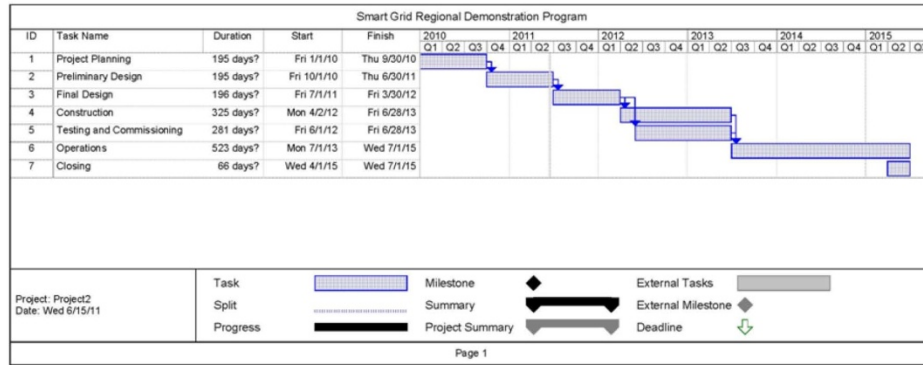 Smart Grid Regional Demonstration Program
ID Task Name Duration Start Finish 2010 2011 2012 2013 2014 2015
Q1 Q2 Q3 Q4 Q1 Q2 Q3 Q4 Q1 Q2 Q3 Q4 Q1 Q2 Q3 Q4 Q1 Q2 Q3 Q4 Q1 Q2 Q3
1 Project Planning 195 days? Fri 1/1/10 Thu 9/30/10
2 Preliminary Design 195 days? Fri 10/1/10 Thu 6/30/11
3 Final Design 196 days? Fri 7/1/11 Fri 3/30/12
4 Construction 325 days? Mon 4/2/12 Fri 6/28/13
5 Testing and Commissioning 281 days? Fri 6/1/12 Fri 6/28/13
6 Operations 523 days? Mon 7/1/13 Wed 7/1/15
7 Closing 66 days? Wed 4/1/15 Wed 7/1/15
Project: Project2
Date: Wed 6/15/11
Task Milestone External Tasks
Split Summary External Milestone
Progress Project Summary Deadline
Page 1